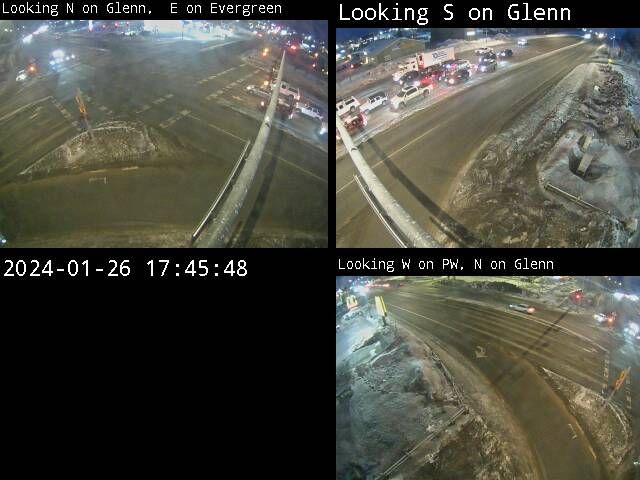 Looking N on Glenn,  E on Evergreen
Looking S on Glenn
2024-01-26 17:45:48
Looking W on PW, N on Glenn